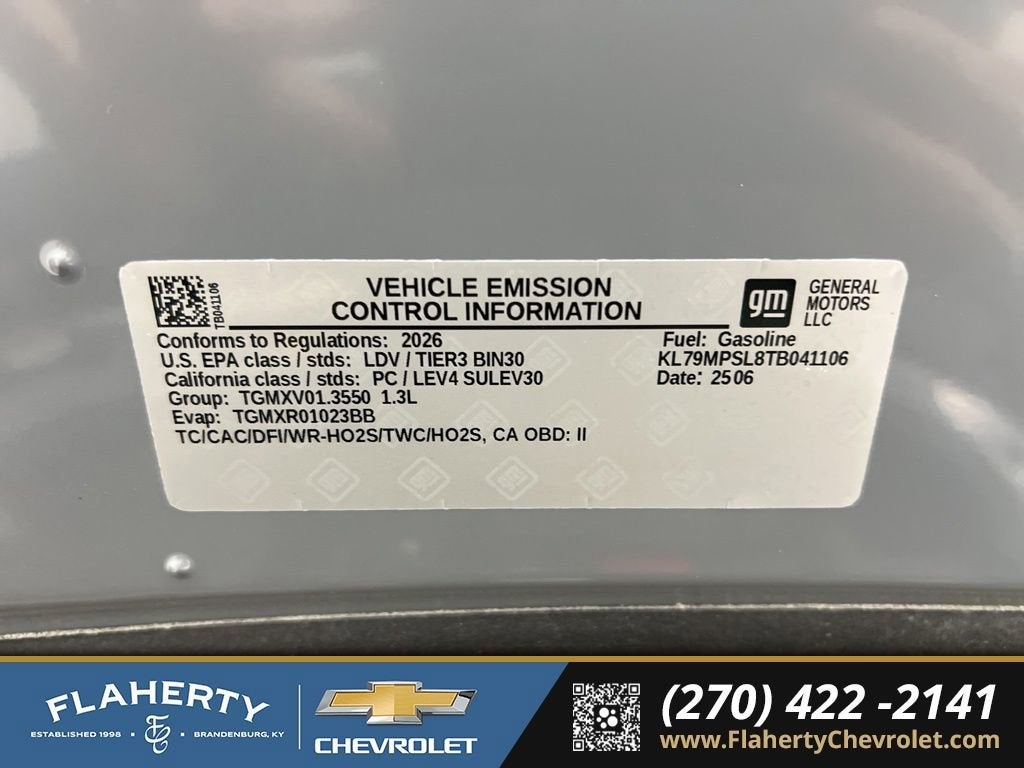 TB041106
VEHICLE EMISSION
CONTROL INFORMATION
gm
GENERAL
MOTORS
LLC
Conforms to Regulations: 2026
U.S. EPA class / stds: LDV / TIER3 BIN30
California class / stds: PC / LEV4 SULEV30
Group: TGMXV01.3550 1.3L
Evap: TGMXR01023BB
TC/CAC/DFI/WR-HO2S/TWC/HO2S, CA OBD: II
Fuel: Gasoline
KL79MPSL8TB041106
Date: 2506
FLAHERTY
ESTABLISHED 1998 • FC • BRANDENBURG, KY
CHEVROLET
(270) 422 -2141
www.FlahertyChevrolet.com